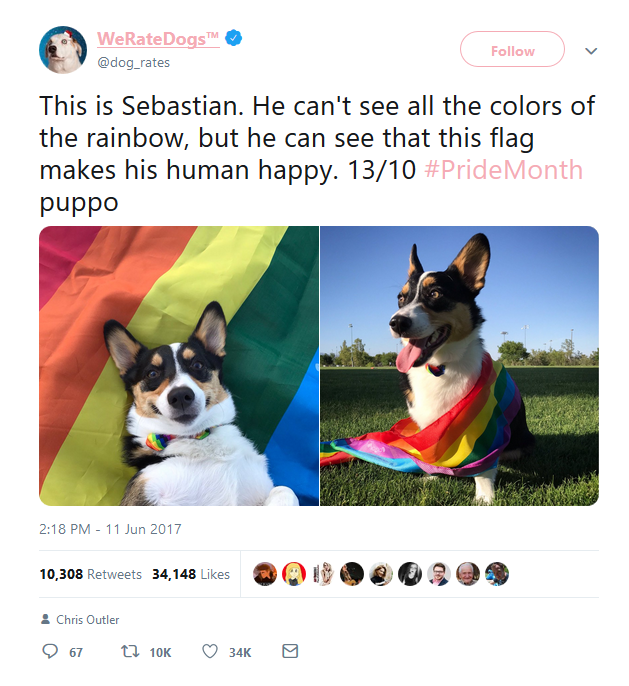 WeRateDogs™
@dog_rates
Follow
This is Sebastian. He can't see all the colors of
the rainbow, but he can see that this flag
makes his human happy. 13/10 #PrideMonth
puppo
2:18 PM - 11 Jun 2017
10,308 Retweets 34,148 Likes
Chris Outler
67 10K 34K